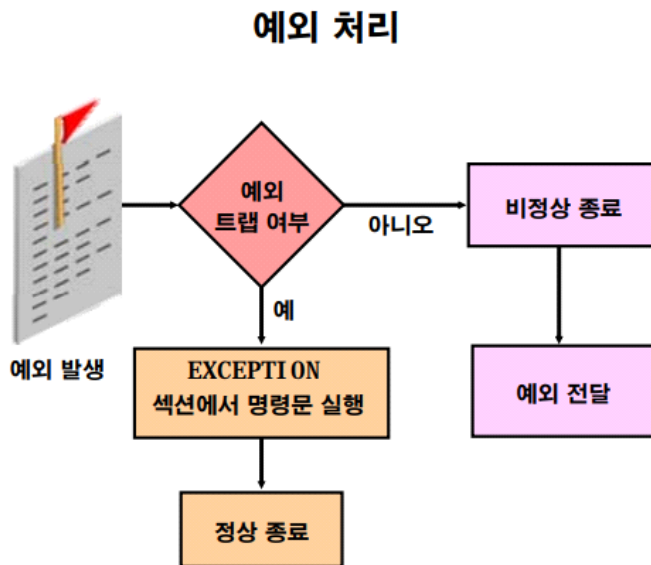 예외 처리
예외
트랩 여부
아니오
비정상 종료
예
예외 발생
EXCEPTION
섹션에서 명령문 실행
예외 전달
정상 종료